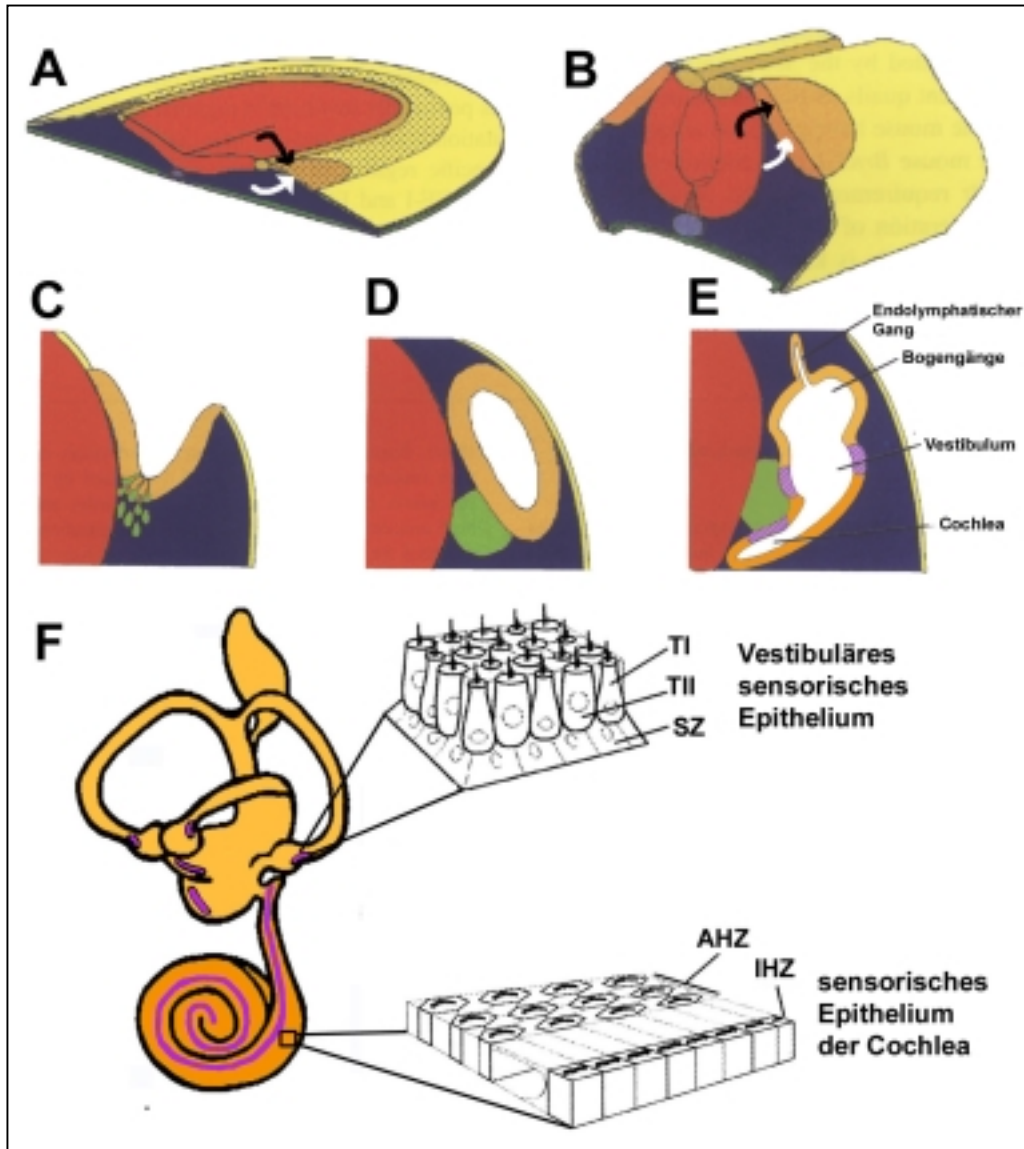 A
B
C
D
E
Endolymphatischer
Gang
Bogengänge
Vestibulum
Cochlea
F
TI
TII
SZ
Vestibuläres
sensorisches
Epithelium
AHZ
IHZ
sensorisches
Epithelium
der Cochlea